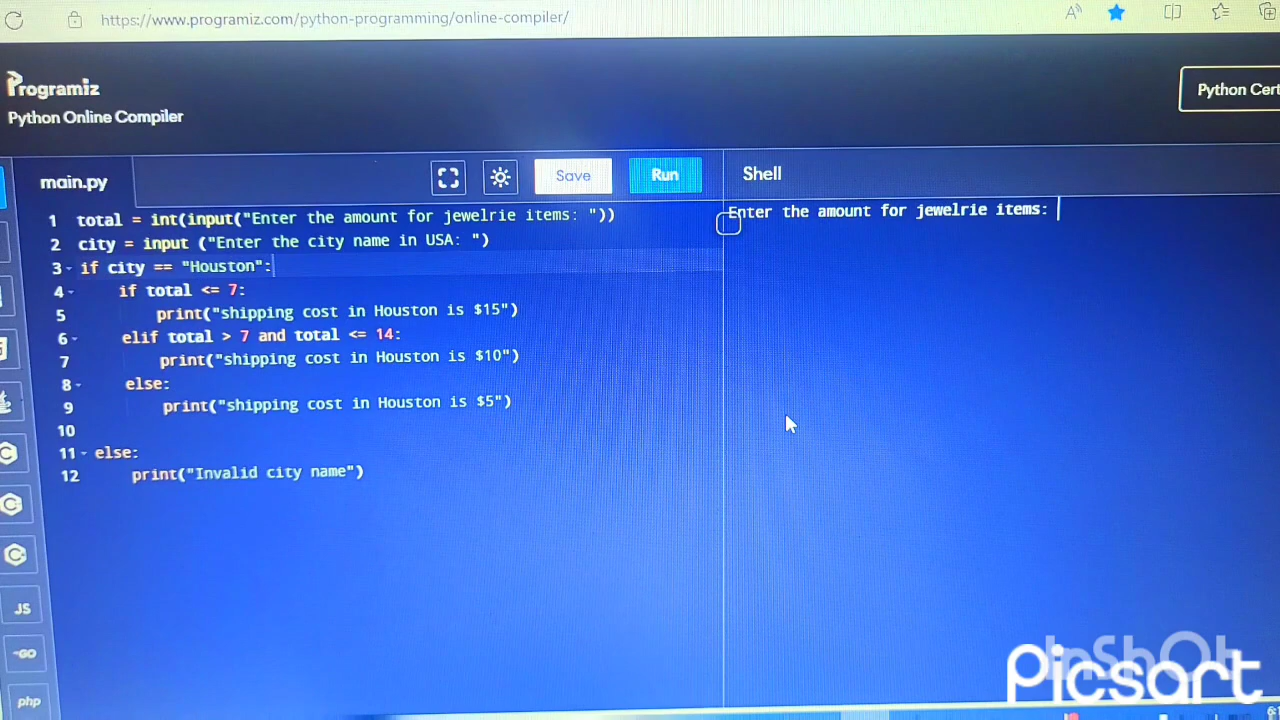 https://www.programiz.com/python-programming/online-compiler/
Programiz
Python Online Compiler
Python Cert
main.py
Save
Run
Shell
1 total = int(input("Enter the amount for jewelrie items: "))
2 city = input ("Enter the city name in USA: ")
3 if city == "Houston":
4 if total <= 7:
5 print("shipping cost in Houston is $15")
6 elif total > 7 and total <= 14:
7 print("shipping cost in Houston is $10")
8 else:
9 print("shipping cost in Houston is $5")
10
11 else:
12 print("Invalid city name")
Enter the amount for jewelrie items:
JS
GO
php
InShOt
Picsart